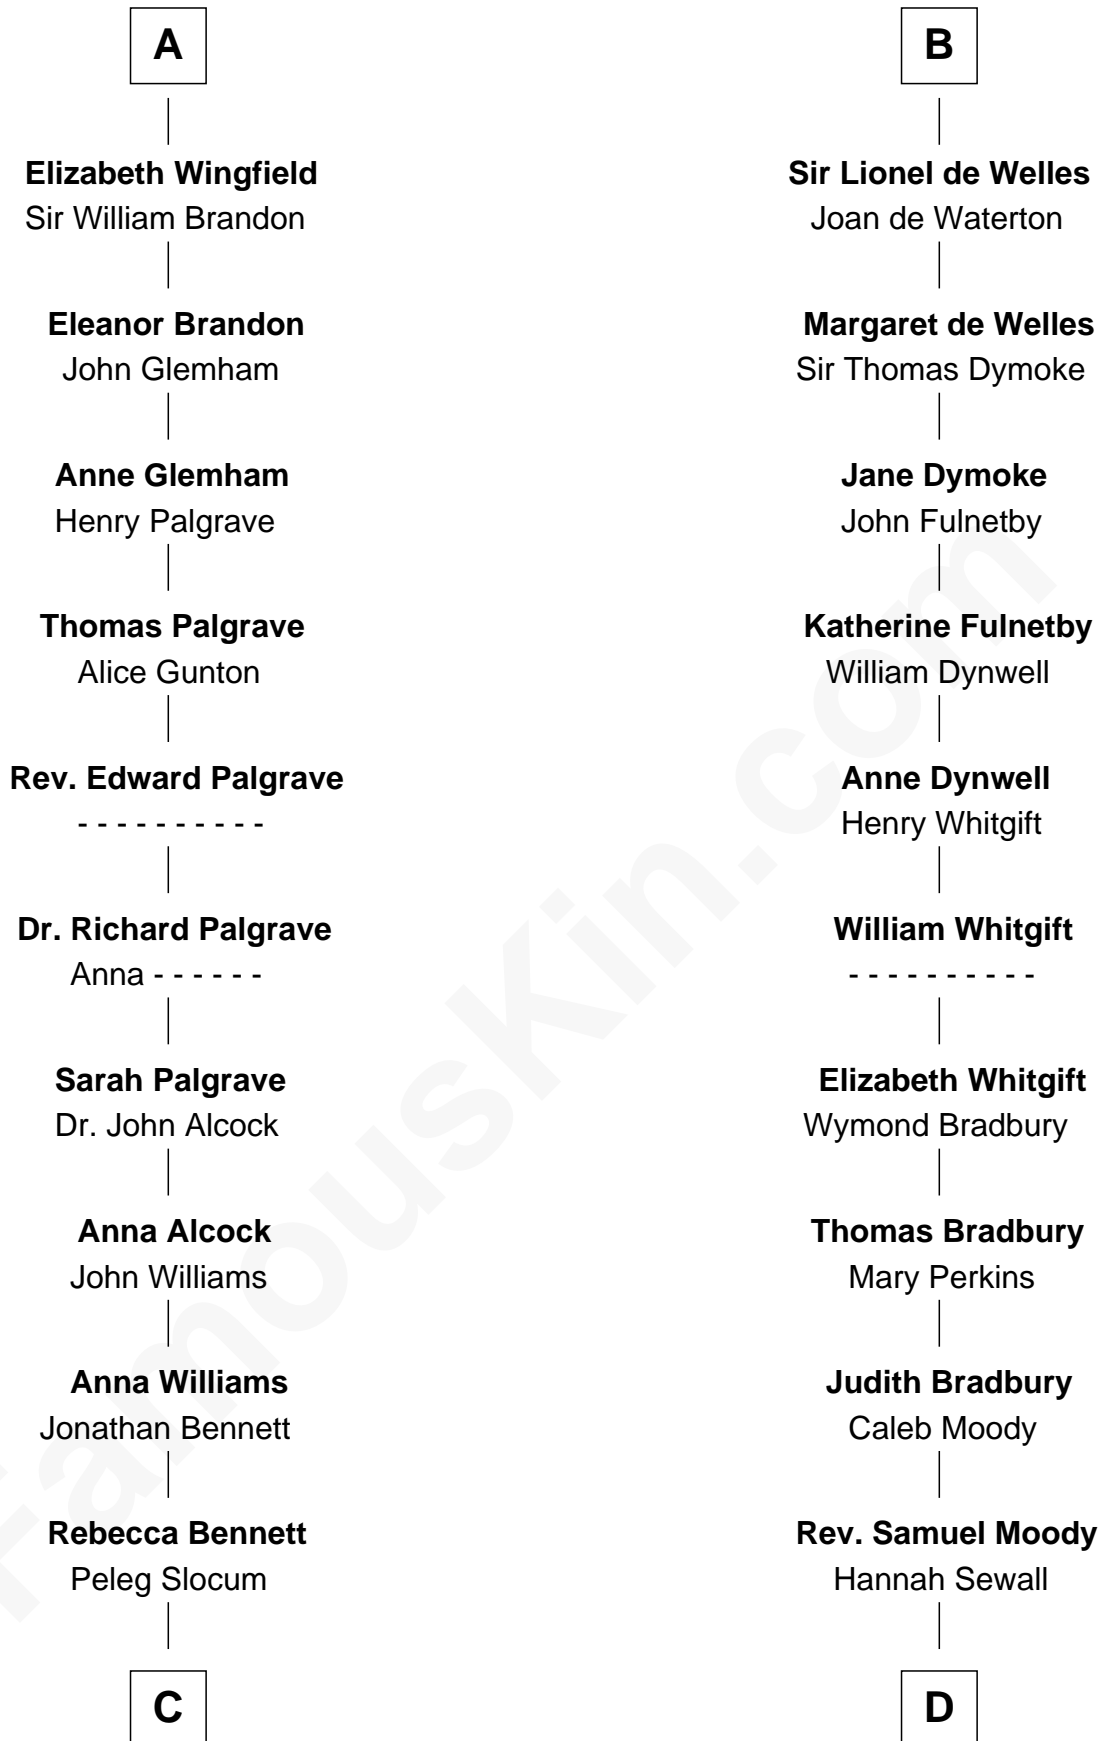 A
Elizabeth Wingfield
Sir William Brandon
Eleanor Brandon
John Glemham
Anne Glemham
Henry Palgrave
Thomas Palgrave
Alice Gunton
Rev. Edward Palgrave
- - - - - - - - - -
Dr. Richard Palgrave
Anna - - - - - -
Sarah Palgrave
Dr. John Alcock
Anna Alcock
John Williams
Anna Williams
Jonathan Bennett
Rebecca Bennett
Peleg Slocum
C
B
Sir Lionel de Welles
Joan de Waterton
Margaret de Welles
Sir Thomas Dymoke
Jane Dymoke
John Fulnetby
Katherine Fulnetby
William Dynwell
Anne Dynwell
Henry Whitgift
William Whitgift
- - - - - - - - - -
Elizabeth Whitgift
Wymond Bradbury
Thomas Bradbury
Mary Perkins
Judith Bradbury
Caleb Moody
Rev. Samuel Moody
Hannah Sewall
D
FamousKin.com